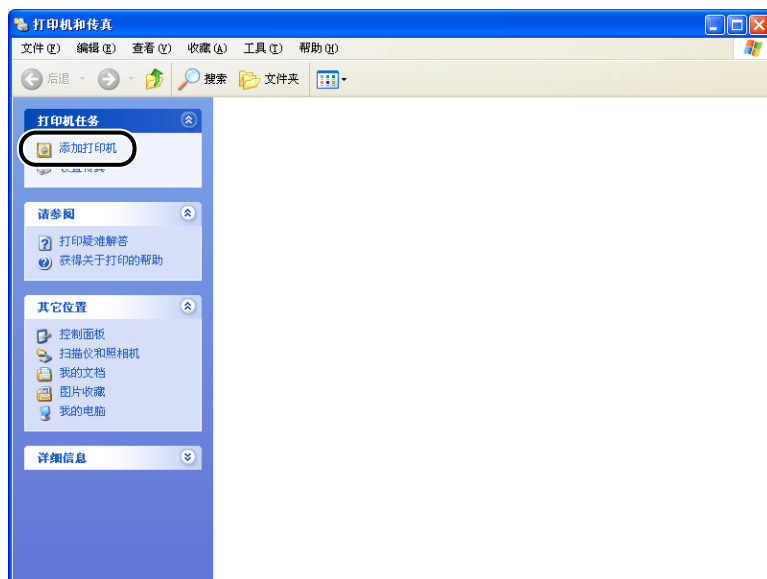 打印机和传真
文件(F) 编辑(E) 查看(V) 收藏(A) 工具(T) 帮助(H)
后退 搜索 文件夹
打印机任务
添加打印机
请参阅
打印疑难解答
获得关于打印的帮助
其它位置
控制面板
扫描仪和照相机
我的文档
图片收藏
我的电脑
详细信息